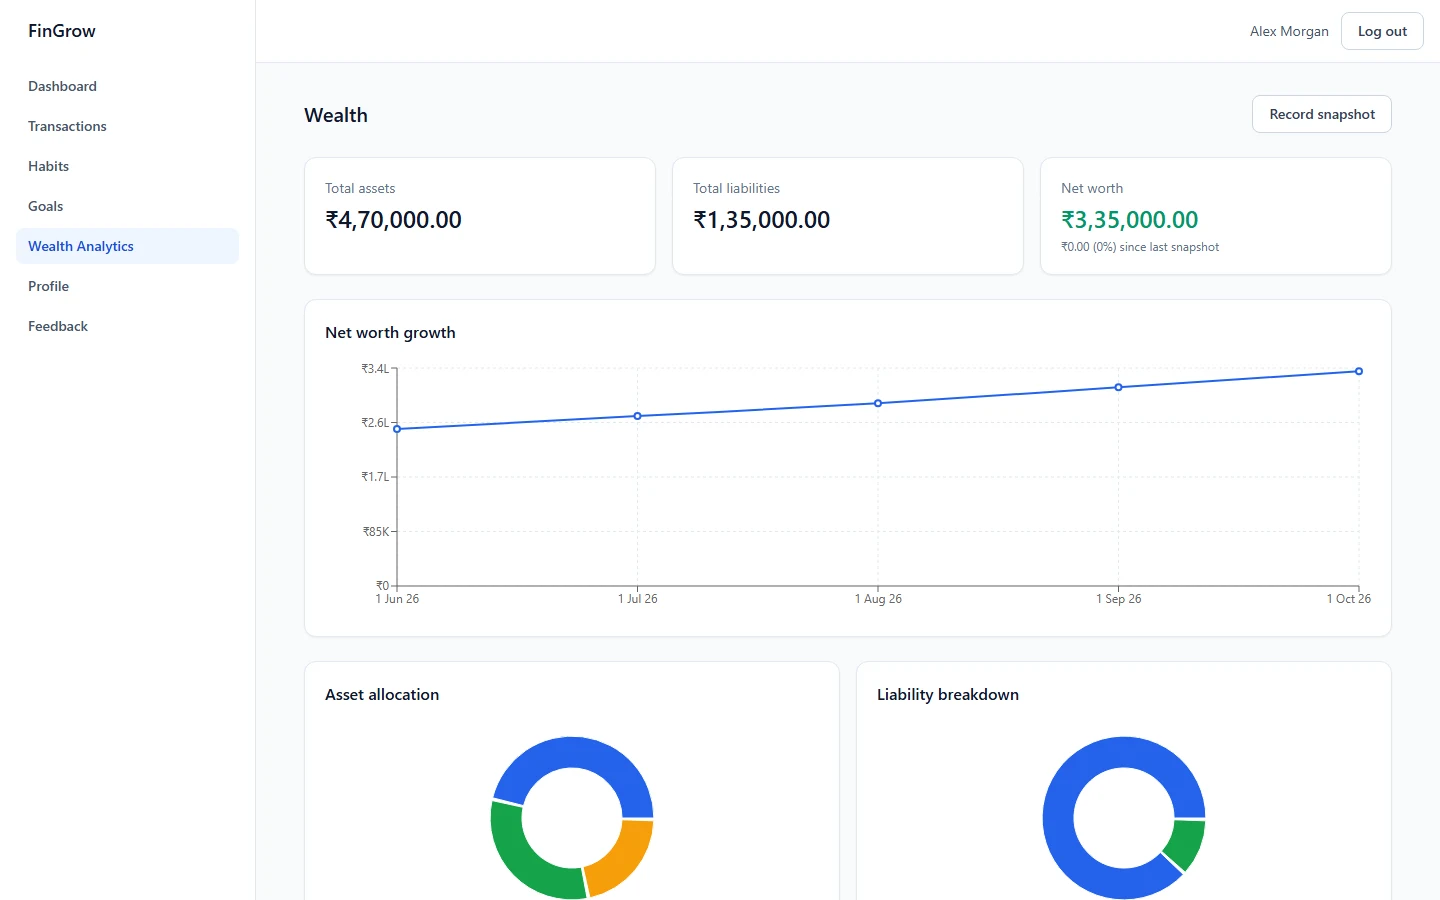 FinGrow
Alex Morgan
Log out
Dashboard
Transactions
Habits
Goals
Wealth Analytics
Profile
Feedback
Wealth
Record snapshot
Total assets
₹4,70,000.00
Total liabilities
₹1,35,000.00
Net worth
₹3,35,000.00
₹0.00 (0%) since last snapshot
Net worth growth
₹3.4L
₹2.6L
₹1.7L
₹85K
₹0
1 Jun 26
1 Jul 26
1 Aug 26
1 Sep 26
1 Oct 26
Asset allocation
Liability breakdown